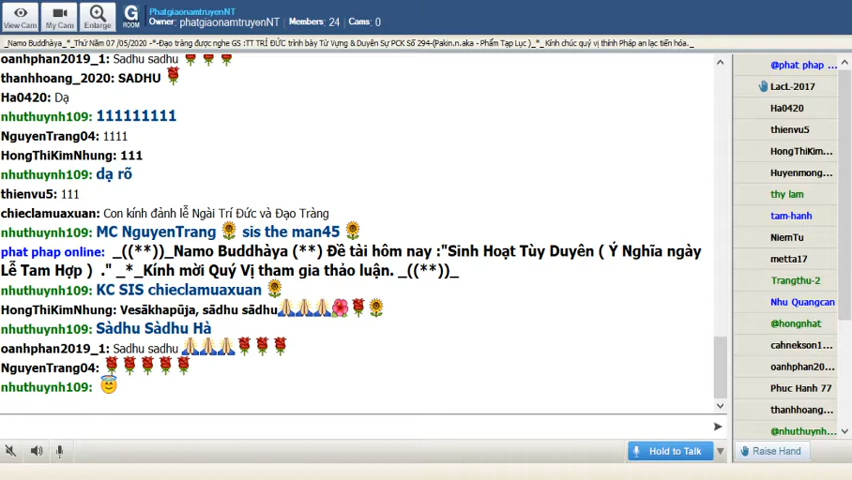 View Cam
My Cam
Enlarge
G
ROOM
PhatgiaonamtruyenNT
Owner: phatgiaonamtruyenNT Members: 24 Cams: 0
_Namo Buddhàya_*_Thứ Năm 07 /05/2020 -*-Đạo tràng được nghe GS :TT TRÍ ĐỨC trình bày Từ Vựng & Duyên Sự PCK Số 294-(Pakin.n.aka - Phẩm Tạp Lục )_*_ Kính chúc quý vị thính Pháp an lạc tiến hóa._
oanhphan2019_1: Sadhu sadhu
thanhhoang_2020: SADHU
Ha0420: Dạ
nhuthuynh109: 111111111
NguyenTrang04: 1111
HongThiKimNhung: 111
nhuthuynh109: dạ rõ
thienvu5: 111
chieclamuaxuan: Con kính đảnh lễ Ngài Trí Đức và Đạo Tràng
nhuthuynh109: MC NguyenTrang sis the man45
phat phap online: _((**))_Namo Buddhàya (**) Đề tài hôm nay :"Sinh Hoạt Tùy Duyên ( Ý Nghĩa ngày
Lễ Tam Hợp ) ." _*_Kính mời Quý Vị tham gia thảo luận. _((**))_
nhuthuynh109: KC SIS chieclamuaxuan
HongThiKimNhung: Vesākhapūja, sādhu sādhu
nhuthuynh109: Sàdhu Sàdhu Hà
oanhphan2019_1: Sadhu sadhu
NguyenTrang04:
nhuthuynh109:
@phat phap ...
LacL-2017
Ha0420
thienvu5
HongThiKim...
Huyenmong...
thy lam
tam-hanh
NiemTu
metta17
Trangthu-2
Nhu Quangcan
@hongnhat
cahnekson1...
oanhphan20...
Phuc Hanh 77
thanhhoang...
@nhuthuynh...
Hold to Talk
Raise Hand